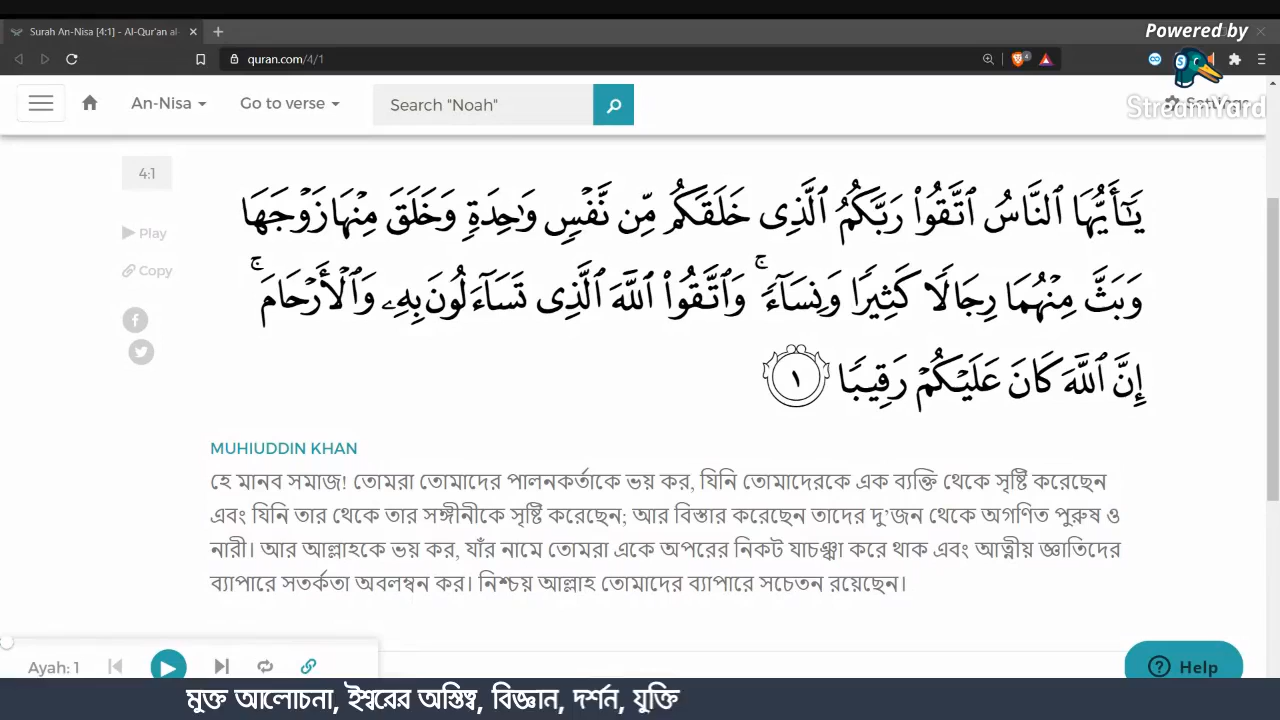 Surah An-Nisa [4:1] - Al-Qur'an al-
Powered by
quran.com/4/1
StreamYard
An-Nisa
Go to verse
Search "Noah"
Settings
4:1
Play
Copy
يَـٰٓأَيُّهَا ٱلنَّاسُ ٱتَّقُوا۟ رَبَّكُمُ ٱلَّذِى خَلَقَكُم مِّن نَّفْسٍ وَٰحِدَةٍ وَخَلَقَ مِنْهَا زَوْجَهَا
وَبَثَّ مِنْهُمَا رِجَالًا كَثِيرًا وَنِسَآءً ۚ وَٱتَّقُوا۟ ٱللَّهَ ٱلَّذِى تَسَآءَلُونَ بِهِۦ وَٱلْأَرْحَامَ ۚ
إِنَّ ٱللَّهَ كَانَ عَلَيْكُمْ رَقِيبًا ١
MUHIUDDIN KHAN
হে মানব সমাজ! তোমরা তোমাদের পালনকর্তাকে ভয় কর, যিনি তোমাদেরকে এক ব্যক্তি থেকে সৃষ্টি করেছেন
এবং যিনি তার থেকে তার সঙ্গীনীকে সৃষ্টি করেছেন; আর বিস্তার করেছেন তাদের দু’জন থেকে অগণিত পুরুষ ও
নারী। আর আল্লাহকে ভয় কর, যাঁর নামে তোমরা একে অপরের নিকট যাচঞ্ঝা করে থাক এবং আত্নীয় জ্ঞাতিদের
ব্যাপারে সতর্কতা অবলম্বন কর। নিশ্চয় আল্লাহ তোমাদের ব্যাপারে সচেতন রয়েছেন।
Ayah: 1
Help
মুক্ত আলোচনা, ইশ্বরের অস্তিত্ব, বিজ্ঞান, দর্শন, যুক্তি